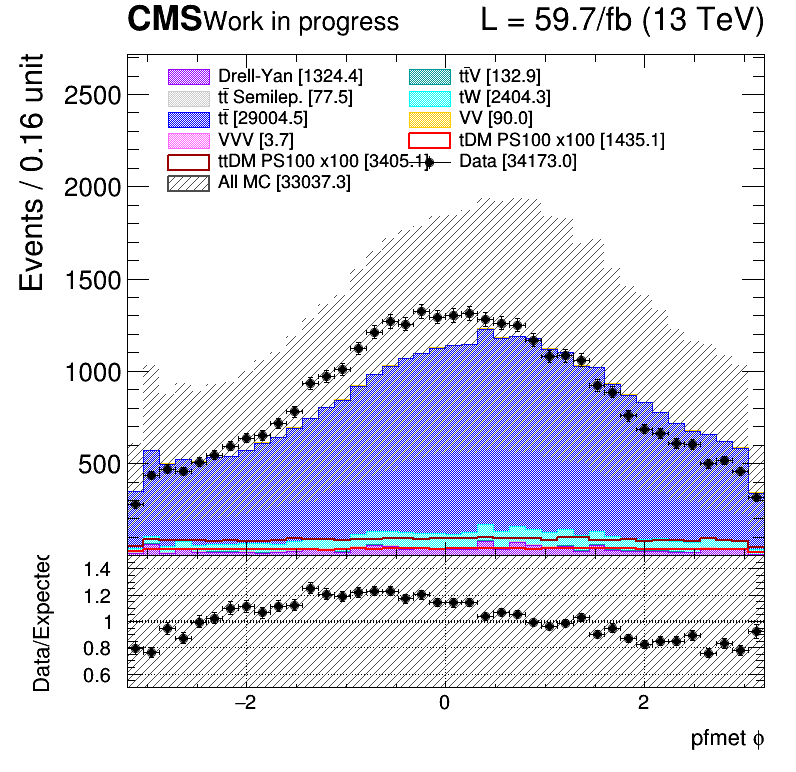 CMS Work in progress L = 59.7/fb (13 TeV)
Events / 0.16 unit
2500
2000
1500
1000
500
Drell-Yan [1324.4] tt̄V [132.9]
tt̄ Semilep. [77.5] tW [2404.3]
tt̄ [29004.5] VV [90.0]
VVV [3.7] tDM PS100 x100 [1435.1]
ttDM PS100 x100 [3405.1] Data [34173.0]
All MC [33037.3]
Data/Expected
1.4
1.2
1
0.8
0.6
−2 0 2
pfmet ϕ